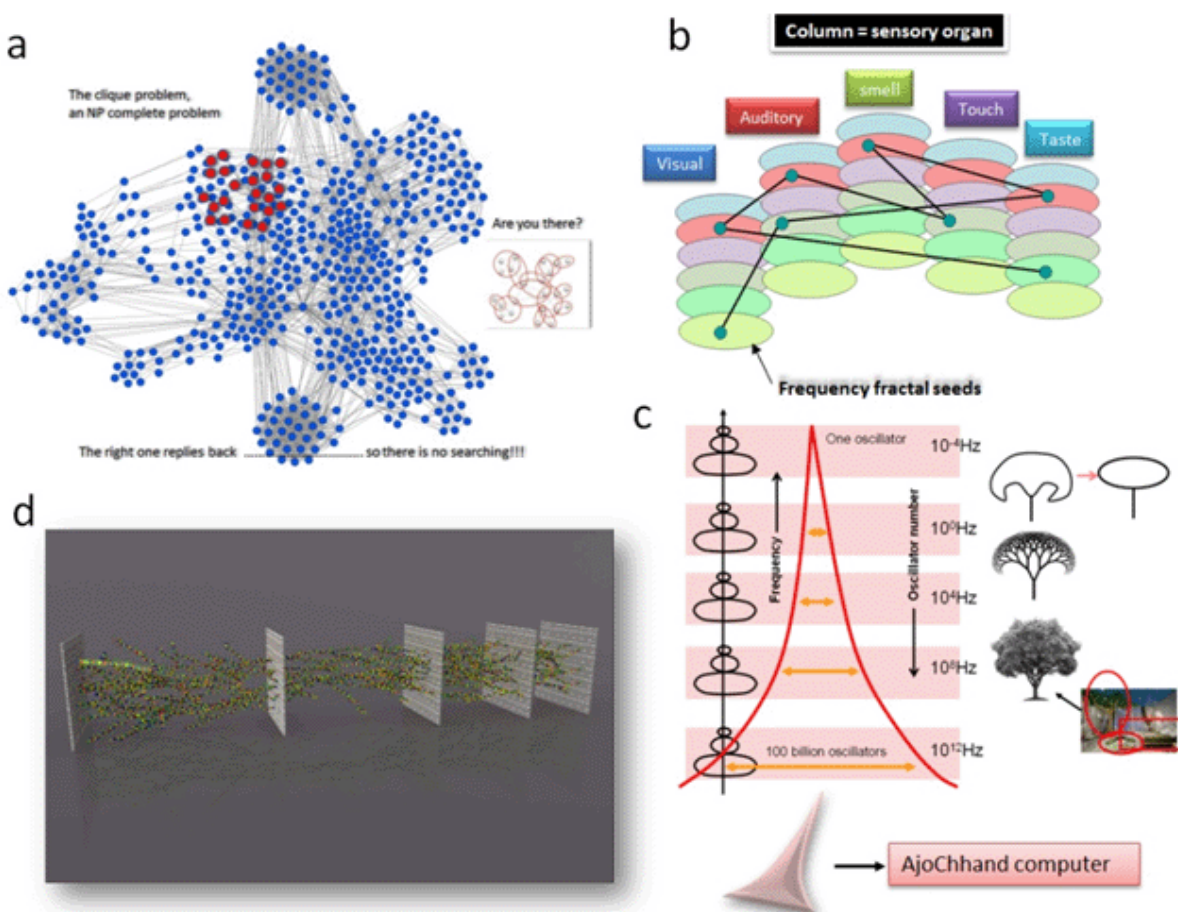 a
The clique problem,
an NP complete problem
Are you there?
The right one replies back ........................... so there is no searching!!!
b
Column = sensory organ
Visual
Auditory
smell
Touch
Taste
Frequency fractal seeds
c
One oscillator
10⁻⁴Hz
10⁰Hz
10⁴Hz
10⁸Hz
10¹²Hz
Frequency
Oscillator number
100 billion oscillators
AjoChhand computer
d